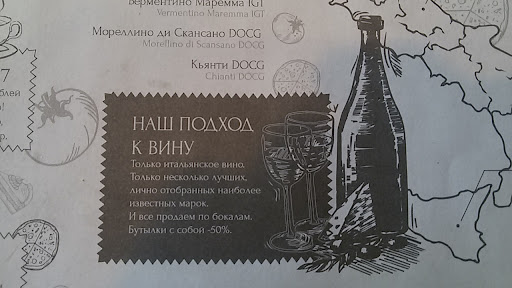 Верментино Маремма IGT
Vermentino Maremma IGT
Мореллино ди Скансано DOCG
Morellino di Scansano DOCG
Кьянти DOCG
Chianti DOCG
7
НАШ ПОДХОД
К ВИНУ
Только итальянское вино.
Только несколько лучших,
лично отобранных наиболее
известных марок.
И все продаем по бокалам.
Бутылки с собой -50%.